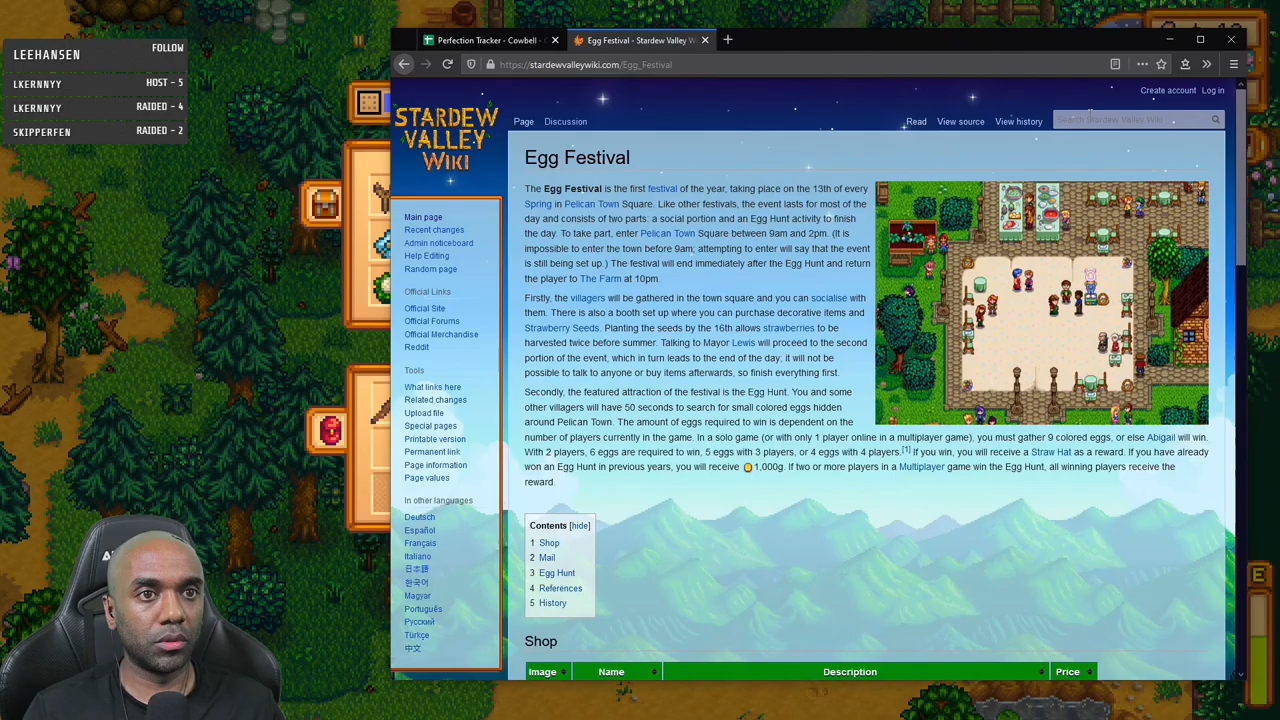 LEEHANSEN
FOLLOW
LKERNNYY
HOST - 5
LKERNNYY
RAIDED - 4
SKIPPERFEN
RAIDED - 2
Perfection Tracker - Cowbell -
Egg Festival - Stardew Valley W
https://stardewvalleywiki.com/Egg_Festival
Create account Log in
STARDEW
VALLEY
WIKI
Page Discussion
Read View source View history
Search Stardew Valley Wiki
Main page
Recent changes
Admin noticeboard
Help Editing
Random page
Official Links
Official Site
Official Forums
Official Merchandise
Reddit
Tools
What links here
Related changes
Upload file
Special pages
Printable version
Permanent link
Page information
Page values
In other languages
Deutsch
Español
Français
Italiano
日本語
한국어
Magyar
Português
Русский
Türkçe
中文
Egg Festival
The Egg Festival is the first festival of the year, taking place on the 13th of every
Spring in Pelican Town Square. Like other festivals, the event lasts for most of the
day and consists of two parts: a social portion and an Egg Hunt activity to finish
the day. To take part, enter Pelican Town Square between 9am and 2pm. (It is
impossible to enter the town before 9am; attempting to enter will say that the event
is still being set up.) The festival will end immediately after the Egg Hunt and return
the player to The Farm at 10pm.
Firstly, the villagers will be gathered in the town square and you can socialise with
them. There is also a booth set up where you can purchase decorative items and
Strawberry Seeds. Planting the seeds by the 16th allows strawberries to be
harvested twice before summer. Talking to Mayor Lewis will proceed to the second
portion of the event, which in turn leads to the end of the day; it will not be
possible to talk to anyone or buy items afterwards, so finish everything first.
Secondly, the featured attraction of the festival is the Egg Hunt. You and some
other villagers will have 50 seconds to search for small colored eggs hidden
around Pelican Town. The amount of eggs required to win is dependent on the
number of players currently in the game. In a solo game (or with only 1 player online in a multiplayer game), you must gather 9 colored eggs, or else Abigail will win.
With 2 players, 6 eggs are required to win, 5 eggs with 3 players, or 4 eggs with 4 players.[1] If you win, you will receive a Straw Hat as a reward. If you have already
won an Egg Hunt in previous years, you will receive 1,000g. If two or more players in a Multiplayer game win the Egg Hunt, all winning players receive the
reward.
Contents [hide]
1 Shop
2 Mail
3 Egg Hunt
4 References
5 History
Shop
Image Name Description Price
E